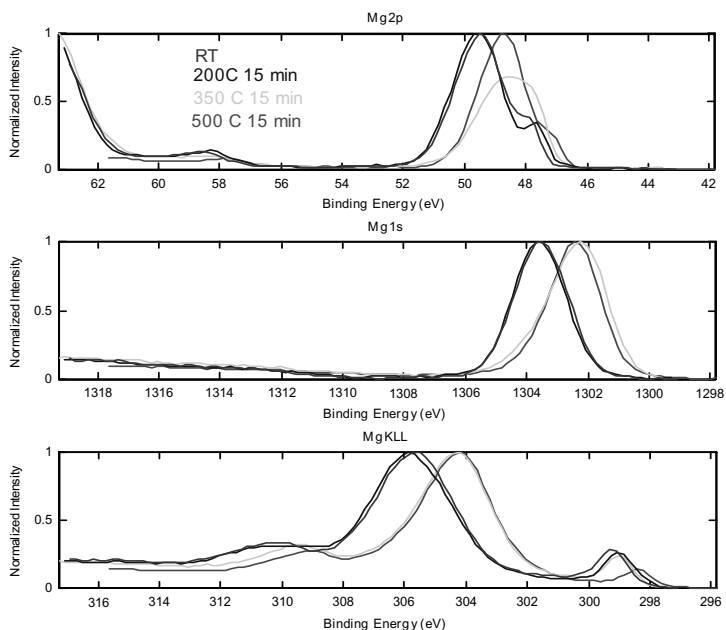 Mg2p
1
0.5
0
Normalized Intensity
RT
200C 15 min
350 C 15 min
500 C 15 min
62 60 58 56 54 52 50 48 46 44 42
Binding Energy (eV)
Mg1s
1
0.5
0
Normalized Intensity
1318 1316 1314 1312 1310 1308 1306 1304 1302 1300 1298
Binding Energy (eV)
MgKLL
1
0.5
0
Normalized Intensity
316 314 312 310 308 306 304 302 300 298 296
Binding Energy (eV)